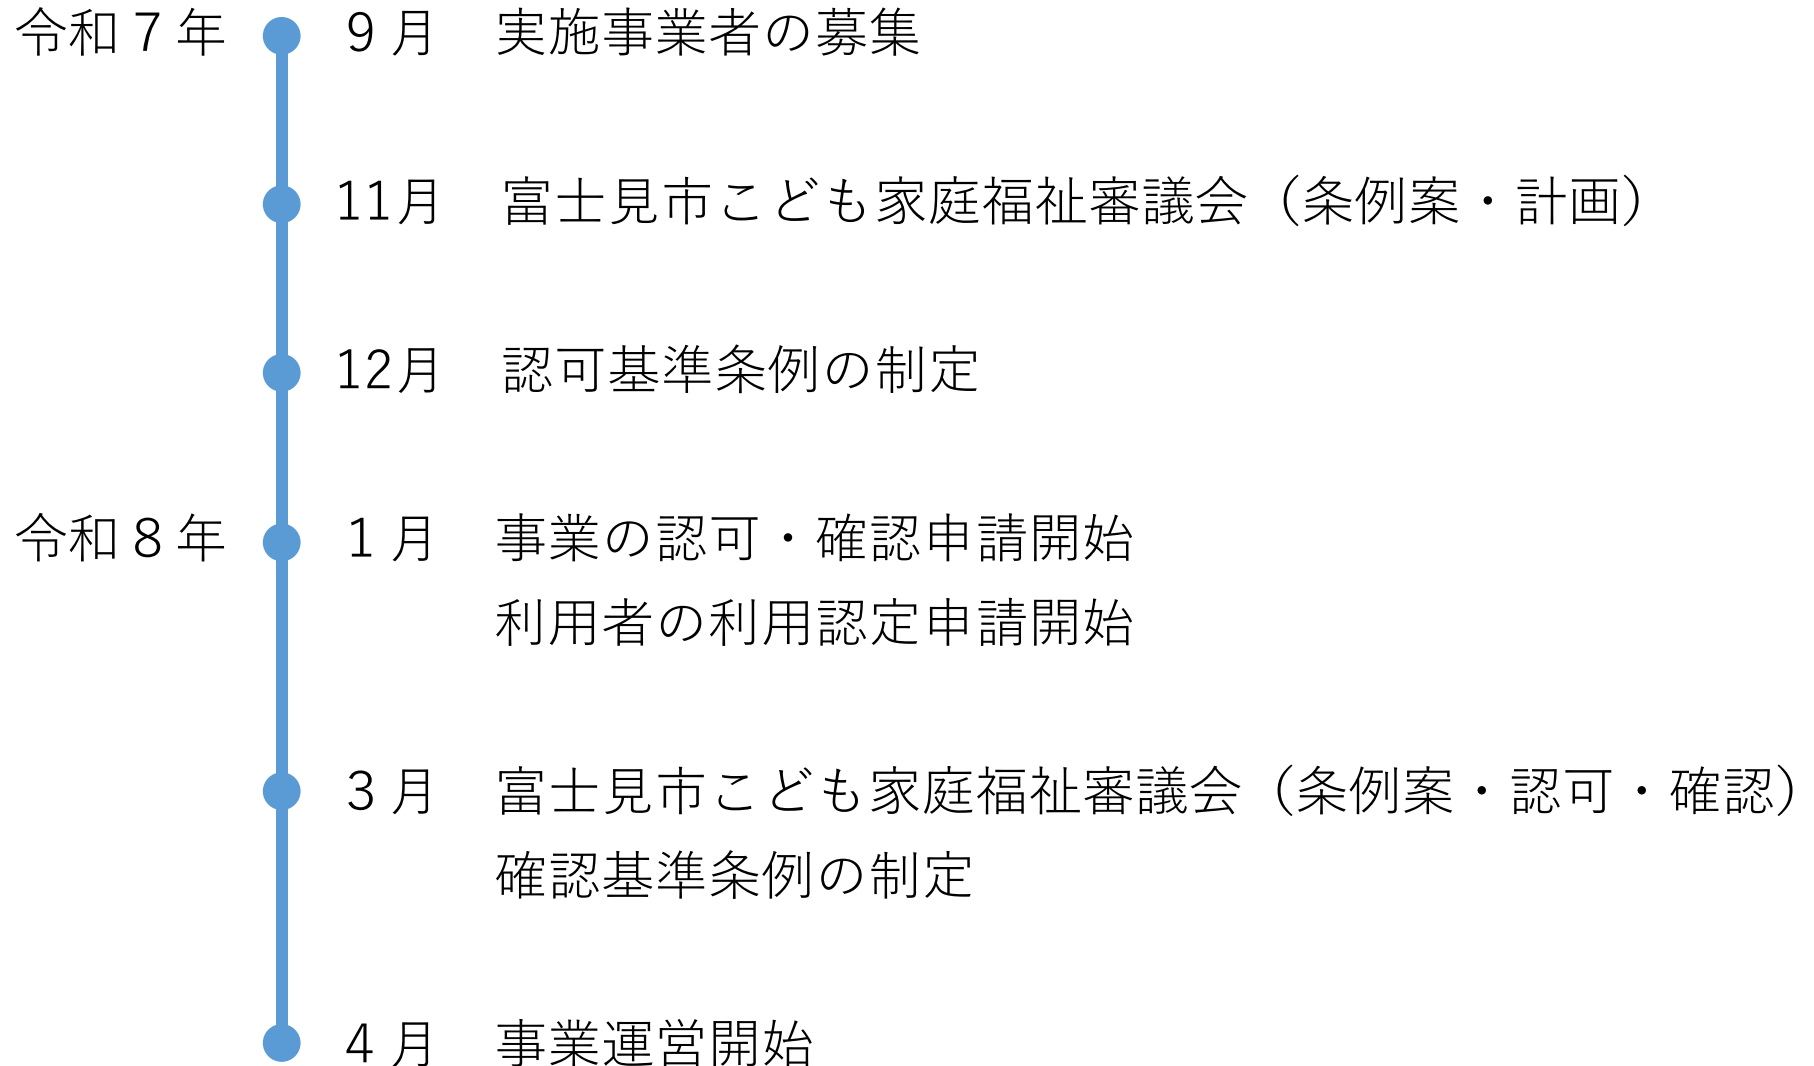 令和７年 ９月 実施事業者の募集
11月 富士見市こども家庭福祉審議会（条例案・計画）
12月 認可基準条例の制定
令和８年 １月 事業の認可・確認申請開始
利用者の利用認定申請開始
３月 富士見市こども家庭福祉審議会（条例案・認可・確認）
確認基準条例の制定
４月 事業運営開始